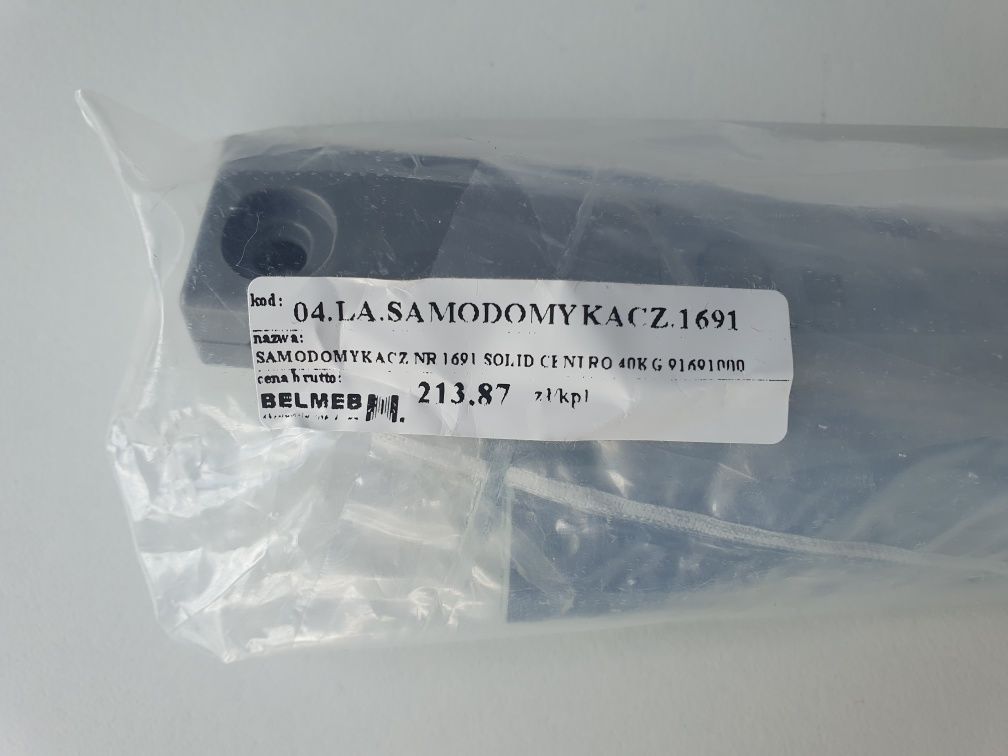 kod: 04.LA.SAMODOMYKACZ.1691
nazwa:
SAMODOMYKACZ NR 1691 SOLID CENTRO 40KG 91691000
cena brutto:
BELMEB 213.87 zł/kpl